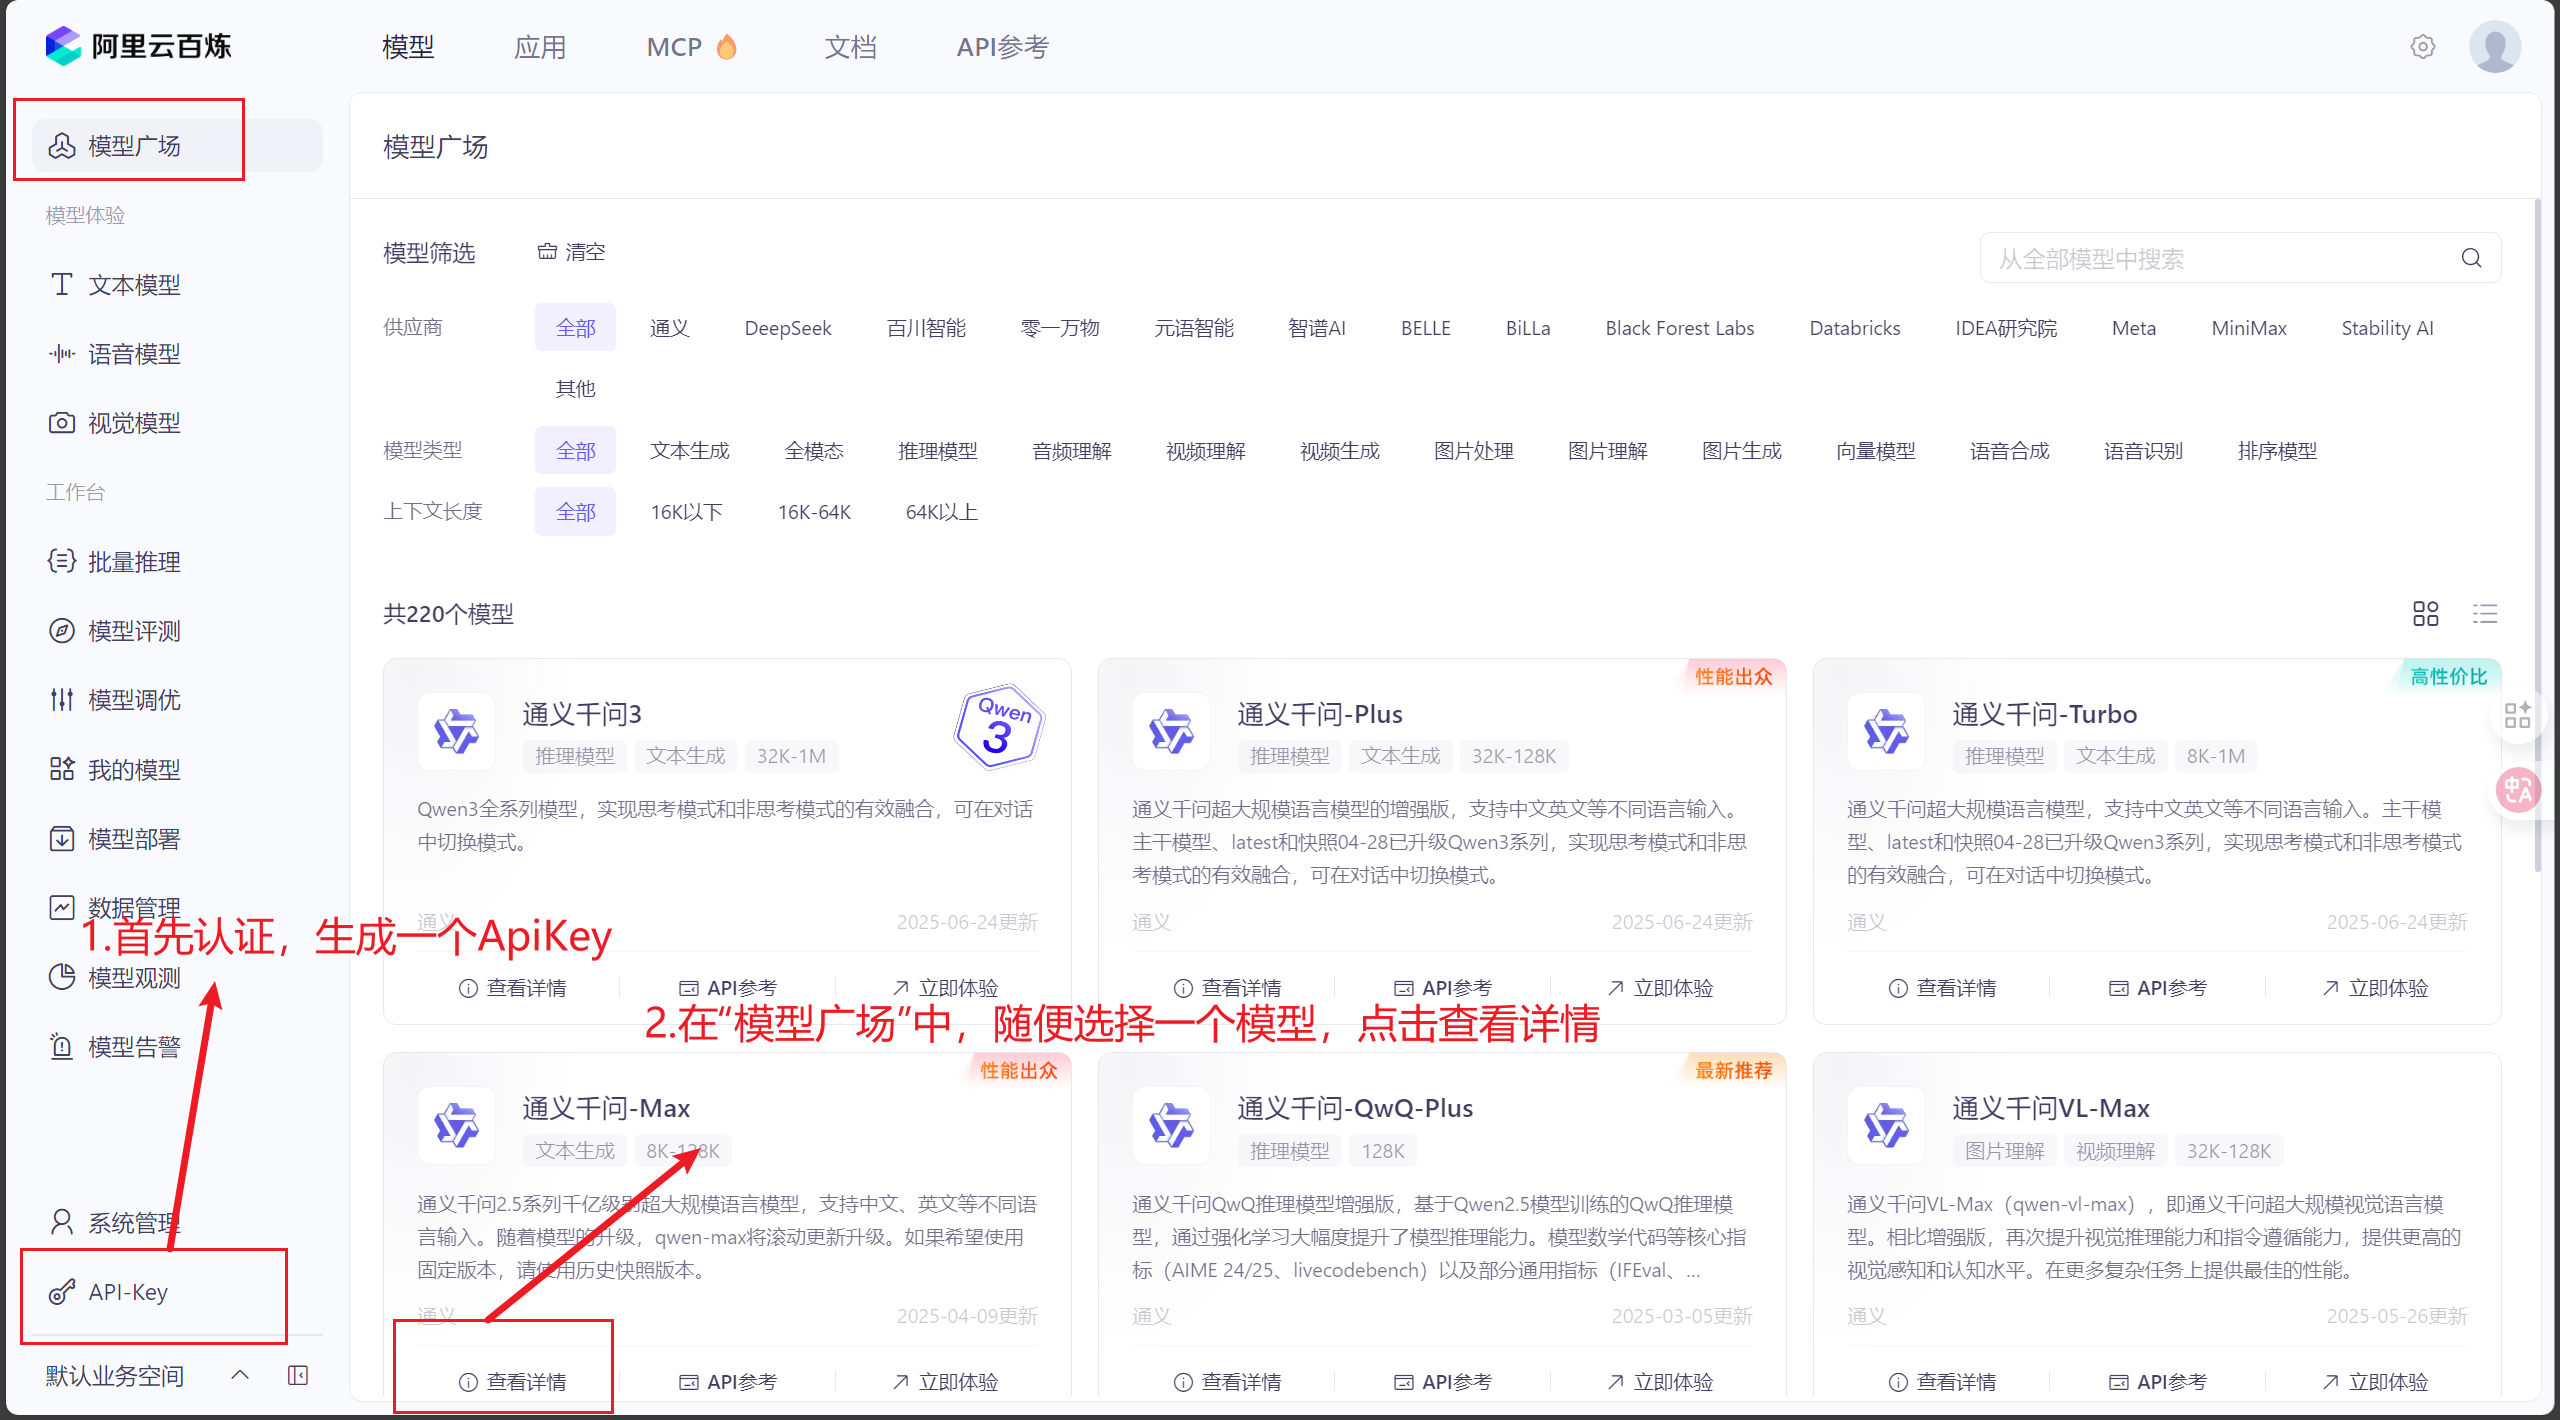 阿里云百炼
模型 应用 MCP 文档 API参考
模型广场
模型体验
文本模型
语音模型
视觉模型
工作台
批量推理
模型评测
模型调优
我的模型
模型部署
数据管理
模型观测
模型告警
系统管理
API-Key
默认业务空间
模型广场
模型筛选 清空
从全部模型中搜索
供应商 全部 通义 DeepSeek 百川智能 零一万物 元语智能 智谱AI BELLE BiLLa Black Forest Labs Databricks IDEA研究院 Meta MiniMax Stability AI
其他
模型类型 全部 文本生成 全模态 推理模型 音频理解 视频理解 视频生成 图片处理 图片理解 图片生成 向量模型 语音合成 语音识别 排序模型
上下文长度 全部 16K以下 16K-64K 64K以上
共220个模型
通义千问3
Qwen
3
推理模型 文本生成 32K-1M
Qwen3全系列模型，实现思考模式和非思考模式的有效融合，可在对话
中切换模式。
通义 2025-06-24更新
查看详情 API参考 立即体验
性能出众
通义千问-Plus
推理模型 文本生成 32K-128K
通义千问超大规模语言模型的增强版，支持中文英文等不同语言输入。
主干模型、latest和快照04-28已升级Qwen3系列，实现思考模式和非思
考模式的有效融合，可在对话中切换模式。
通义 2025-06-24更新
查看详情 API参考 立即体验
高性价比
通义千问-Turbo
推理模型 文本生成 8K-1M
通义千问超大规模语言模型，支持中文英文等不同语言输入。主干模
型、latest和快照04-28已升级Qwen3系列，实现思考模式和非思考模式
的有效融合，可在对话中切换模式。
通义 2025-06-24更新
查看详情 API参考 立即体验
1.首先认证，生成一个ApiKey
2.在“模型广场”中，随便选择一个模型，点击查看详情
性能出众
通义千问-Max
文本生成 8K-128K
通义千问2.5系列千亿级别超大规模语言模型，支持中文、英文等不同语
言输入。随着模型的升级，qwen-max将滚动更新升级。如果希望使用
固定版本，请使用历史快照版本。
通义 2025-04-09更新
查看详情 API参考 立即体验
最新推荐
通义千问-QwQ-Plus
推理模型 128K
通义千问QwQ推理模型增强版，基于Qwen2.5模型训练的QwQ推理模
型，通过强化学习大幅度提升了模型推理能力。模型数学代码等核心指
标（AIME 24/25、livecodebench）以及部分通用指标（IFEval、...
通义 2025-03-05更新
查看详情 API参考 立即体验
通义千问VL-Max
图片理解 视频理解 32K-128K
通义千问VL-Max（qwen-vl-max），即通义千问超大规模视觉语言模
型。相比增强版，再次提升视觉推理能力和指令遵循能力，提供更高的
视觉感知和认知水平。在更多复杂任务上提供最佳的性能。
通义 2025-05-26更新
查看详情 API参考 立即体验
中A